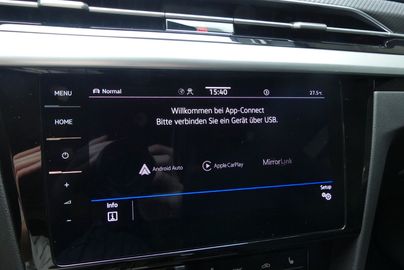 MENU
Normal
15:40
27.5
HOME
Willkommen bei App-Connect
Bitte verbinden Sie ein Gerät über USB.
Android Auto
Apple CarPlay
MirrorLink
Info
Setup